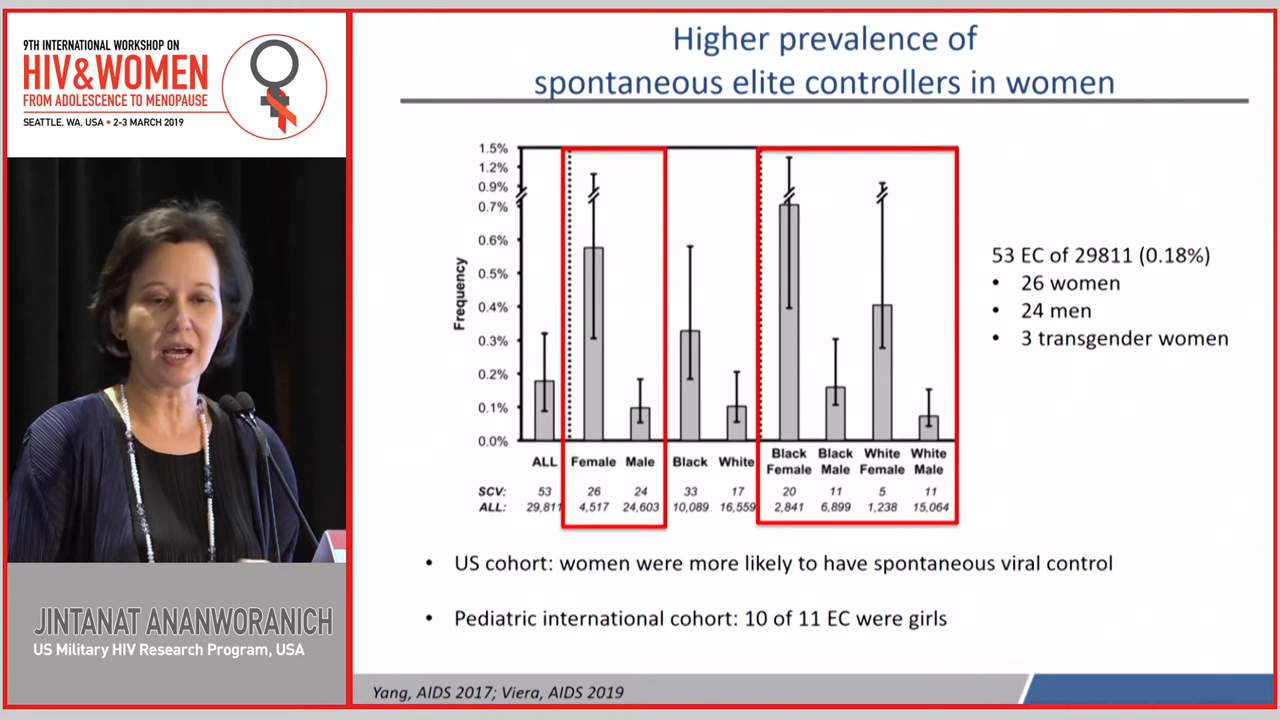 9TH INTERNATIONAL WORKSHOP ON
HIV&WOMEN
FROM ADOLESCENCE TO MENOPAUSE
SEATTLE, WA, USA • 2-3 MARCH 2019
JINTANAT ANANWORANICH
US Military HIV Research Program, USA
Higher prevalence of
spontaneous elite controllers in women
1.5%
1.2%
0.9%
0.7%
0.6%
0.5%
0.4%
0.3%
0.2%
0.1%
0.0%
Frequency
ALL Female Male Black White Black Female Black Male White Female White Male
SCV: 53 26 24 33 17 20 11 5 11
ALL: 29,811 4,517 24,603 10,089 16,559 2,841 6,899 1,238 15,064
53 EC of 29811 (0.18%)
• 26 women
• 24 men
• 3 transgender women
• US cohort: women were more likely to have spontaneous viral control
• Pediatric international cohort: 10 of 11 EC were girls
Yang, AIDS 2017; Viera, AIDS 2019